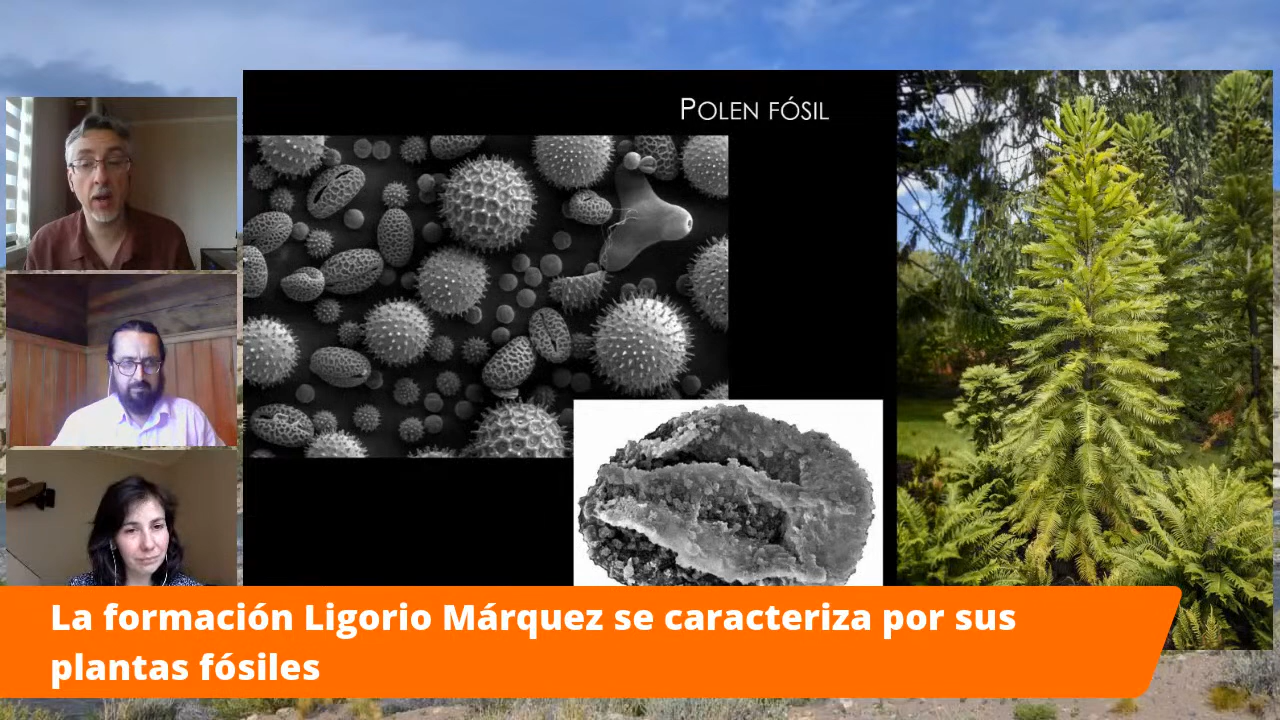 POLEN FÓSIL
La formación Ligorio Márquez se caracteriza por sus
plantas fósiles